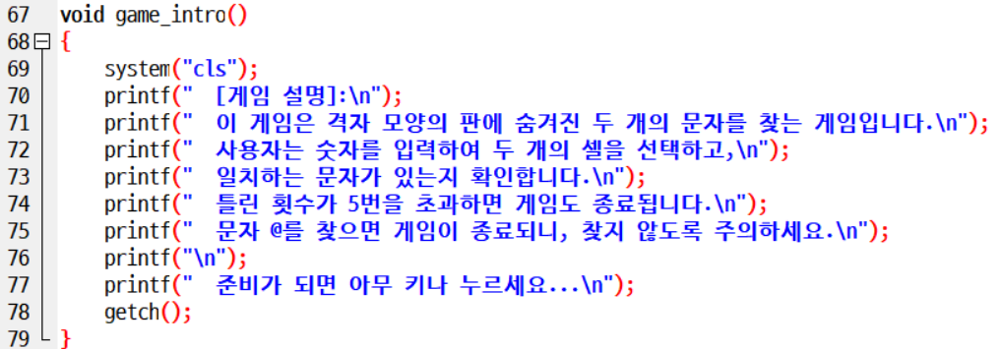 67 void game_intro()
68 {
69 system("cls");
70 printf("  [게임 설명]:\n");
71 printf("  이 게임은 격자 모양의 판에 숨겨진 두 개의 문자를 찾는 게임입니다.\n");
72 printf("  사용자는 숫자를 입력하여 두 개의 셀을 선택하고,\n");
73 printf("  일치하는 문자가 있는지 확인합니다.\n");
74 printf("  틀린 횟수가 5번을 초과하면 게임도 종료됩니다.\n");
75 printf("  문자 @를 찾으면 게임이 종료되니, 찾지 않도록 주의하세요.\n");
76 printf("\n");
77 printf("  준비가 되면 아무 키나 누르세요...\n");
78 getch();
79 }